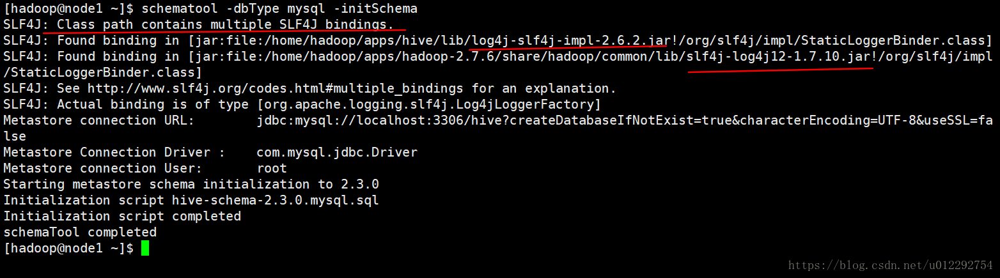 [hadoop@node1 ~]$ schematool -dbType mysql -initSchema
SLF4J: Class path contains multiple SLF4J bindings.
SLF4J: Found binding in [jar:file:/home/hadoop/apps/hive/lib/log4j-slf4j-impl-2.6.2.jar!/org/slf4j/impl/StaticLoggerBinder.class]
SLF4J: Found binding in [jar:file:/home/hadoop/apps/hadoop-2.7.6/share/hadoop/common/lib/slf4j-log4j12-1.7.10.jar!/org/slf4j/impl
/StaticLoggerBinder.class]
SLF4J: See http://www.slf4j.org/codes.html#multiple_bindings for an explanation.
SLF4J: Actual binding is of type [org.apache.logging.slf4j.Log4jLoggerFactory]
Metastore connection URL:        jdbc:mysql://localhost:3306/hive?createDatabaseIfNotExist=true&characterEncoding=UTF-8&useSSL=fa
lse
Metastore Connection Driver :    com.mysql.jdbc.Driver
Metastore connection User:       root
Starting metastore schema initialization to 2.3.0
Initialization script hive-schema-2.3.0.mysql.sql
Initialization script completed
schemaTool completed
[hadoop@node1 ~]$
https://blog.csdn.net/u012292754